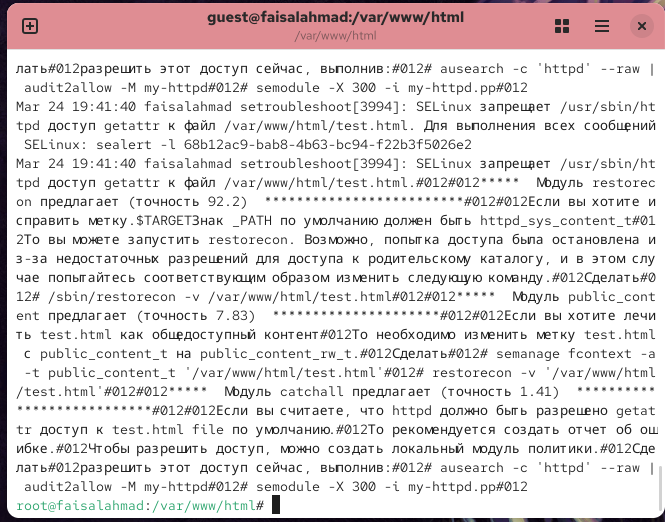 guest@faisalahmad:/var/www/html
/var/www/html
лать#012разрешить этот доступ сейчас, выполнив:#012# ausearch -c 'httpd' --raw |
 audit2allow -M my-httpd#012# semodule -X 300 -i my-httpd.pp#012
Mar 24 19:41:40 faisalahmad setroubleshoot[3994]: SELinux запрещает /usr/sbin/ht
tpd доступ getattr к файл /var/www/html/test.html. Для выполнения всех сообщений
 SELinux: sealert -l 68b12ac9-bab8-4b63-bc94-f22b3f5026e2
Mar 24 19:41:40 faisalahmad setroubleshoot[3994]: SELinux запрещает /usr/sbin/ht
tpd доступ getattr к файл /var/www/html/test.html.#012#012*****  Модуль restorec
on предлагает (точность 92.2)  ************************#012#012Если вы хотите и
справить метку.$TARGETЗнак _PATH по умолчанию должен быть httpd_sys_content_t#01
2То вы можете запустить restorecon. Возможно, попытка доступа была остановлена и
з-за недостаточных разрешений для доступа к родительскому каталогу, и в этом слу
чае попытайтесь соответствующим образом изменить следующую команду.#012Сделать#0
12# /sbin/restorecon -v /var/www/html/test.html#012#012*****  Модуль public_cont
ent предлагает (точность 7.83)  ********************#012#012Если вы хотите лечи
ть test.html как общедоступный контент#012То необходимо изменить метку test.html
 с public_content_t на public_content_rw_t.#012Сделать#012# semanage fcontext -a
 -t public_content_t '/var/www/html/test.html'#012# restorecon -v '/var/www/html
/test.html'#012#012*****  Модуль catchall предлагает (точность 1.41)  **********
*****************#012#012Если вы считаете, что httpd должно быть разрешено getat
tr доступ к test.html file по умолчанию.#012То рекомендуется создать отчет об ош
ибке.#012Чтобы разрешить доступ, можно создать локальный модуль политики.#012Сде
лать#012разрешить этот доступ сейчас, выполнив:#012# ausearch -c 'httpd' --raw |
 audit2allow -M my-httpd#012# semodule -X 300 -i my-httpd.pp#012
root@faisalahmad:/var/www/html#